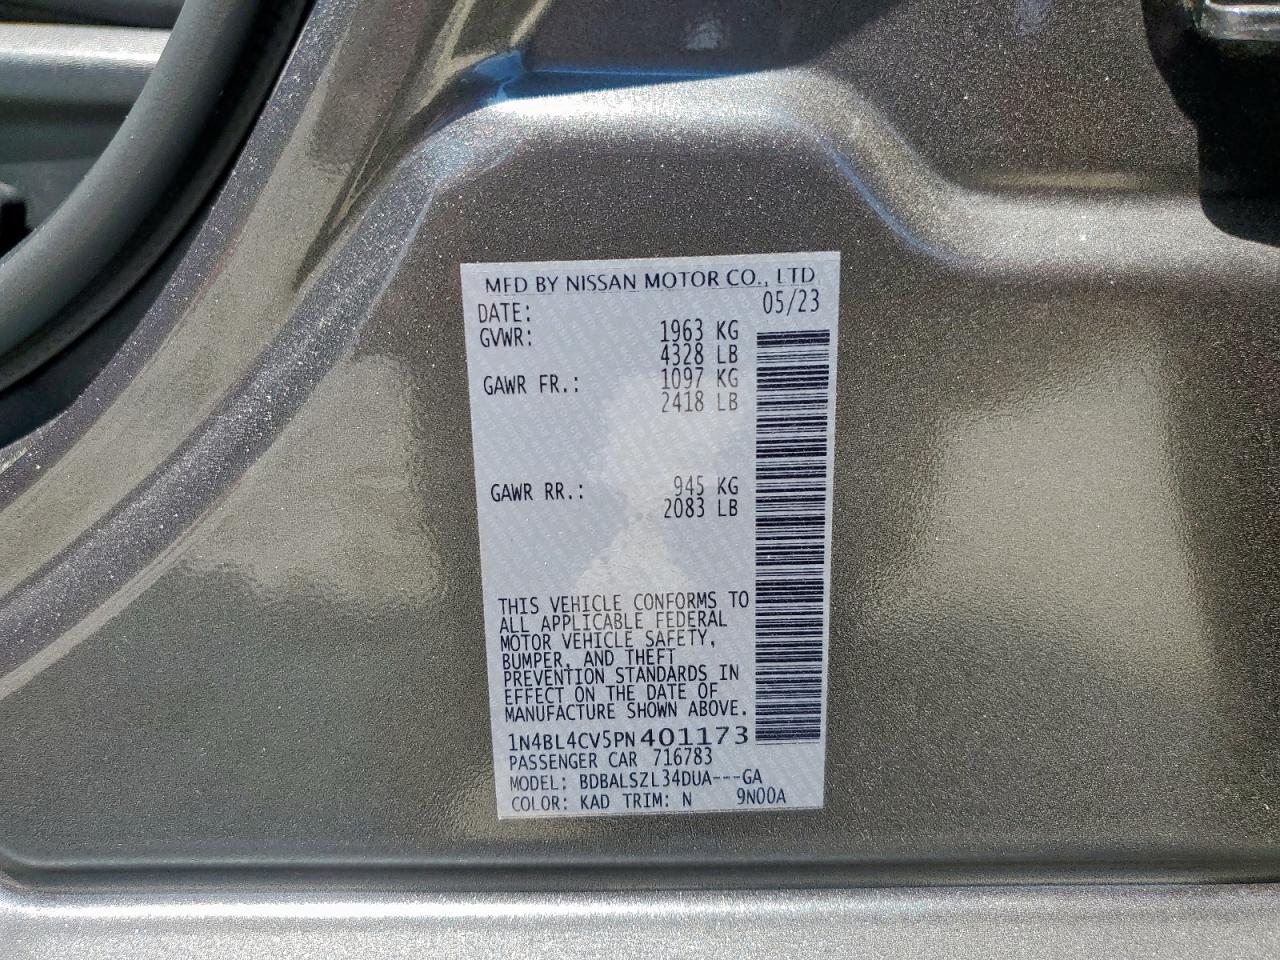 MFD BY NISSAN MOTOR CO., LTD
DATE: 05/23
GVWR: 1963 KG
4328 LB
GAWR FR.: 1097 KG
2418 LB
GAWR RR.: 945 KG
2083 LB
THIS VEHICLE CONFORMS TO
ALL APPLICABLE FEDERAL
MOTOR VEHICLE SAFETY,
BUMPER, AND THEFT
PREVENTION STANDARDS IN
EFFECT ON THE DATE OF
MANUFACTURE SHOWN ABOVE.
1N4BL4CV5PN401173
PASSENGER CAR 716783
MODEL: BDBALSZL34DUA---GA
COLOR: KAD TRIM: N 9N00A